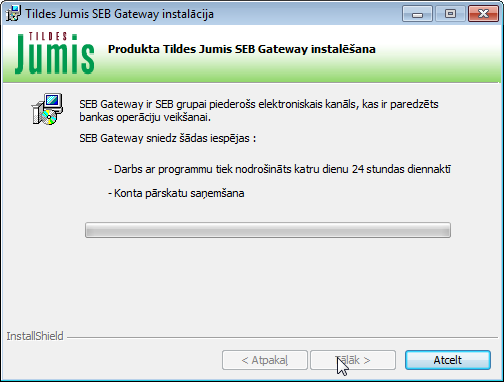 Tildes Jumis SEB Gateway instalācija
TILDES
Jumis
Produkta Tildes Jumis SEB Gateway instalēšana
SEB Gateway ir SEB grupai piederošs elektroniskais kanāls, kas ir paredzēts
bankas operāciju veikšanai.
SEB Gateway sniedz šādas iespējas :
- Darbs ar programmu tiek nodrošināts katru dienu 24 stundas diennaktī
- Konta pārskatu saņemšana
InstallShield
< Atpakaļ
Tālāk >
Atcelt